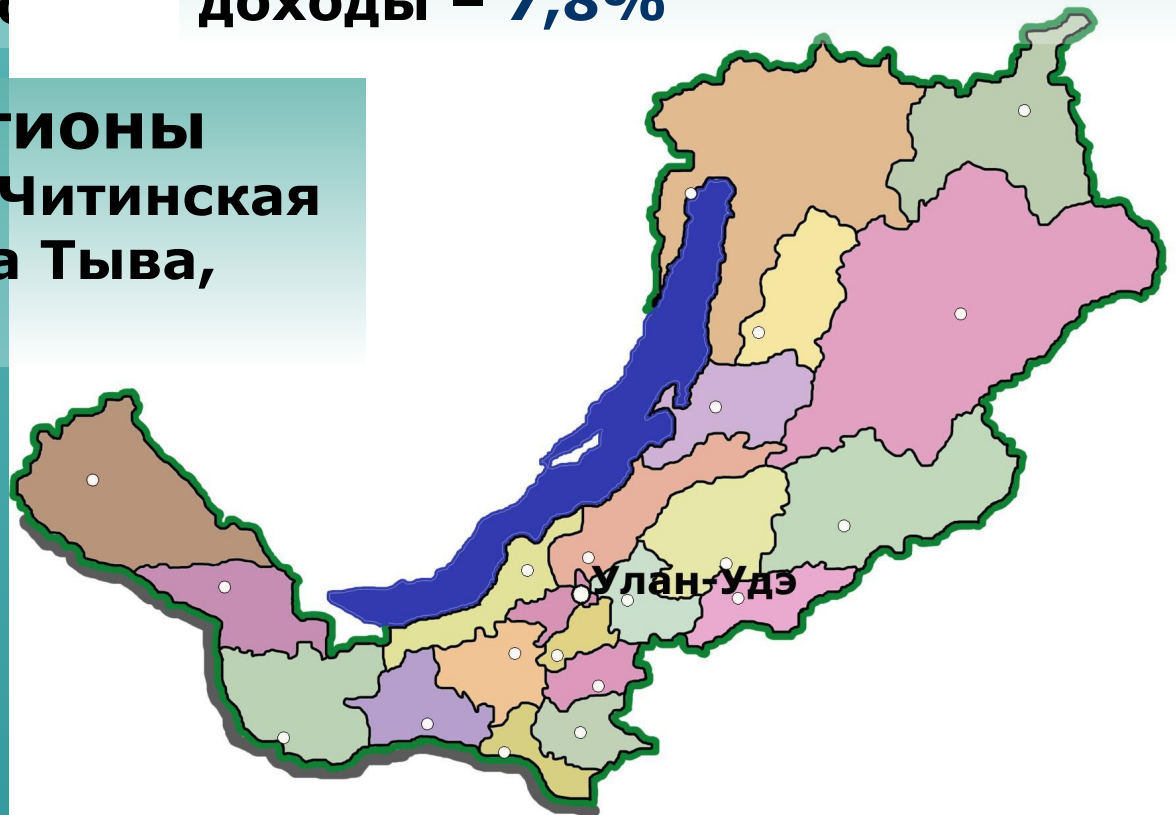 доходы – 7,8%
гионы
Читинская
а Тыва,
Улан-Удэ